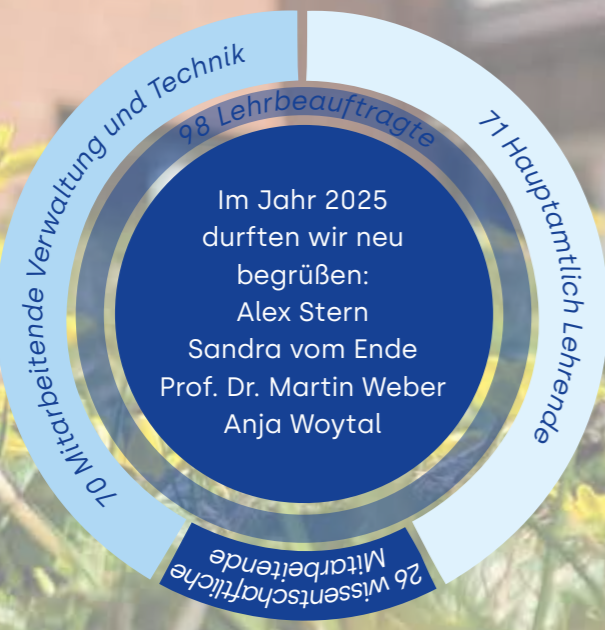 98 Lehrbeauftragte
71 Hauptamtlich Lehrende
26 wissentschaftliche
Mitarbeitende
70 Mitarbeitende Verwaltung und Technik
Im Jahr 2025
durften wir neu
begrüßen:
Alex Stern
Sandra vom Ende
Prof. Dr. Martin Weber
Anja Woytal